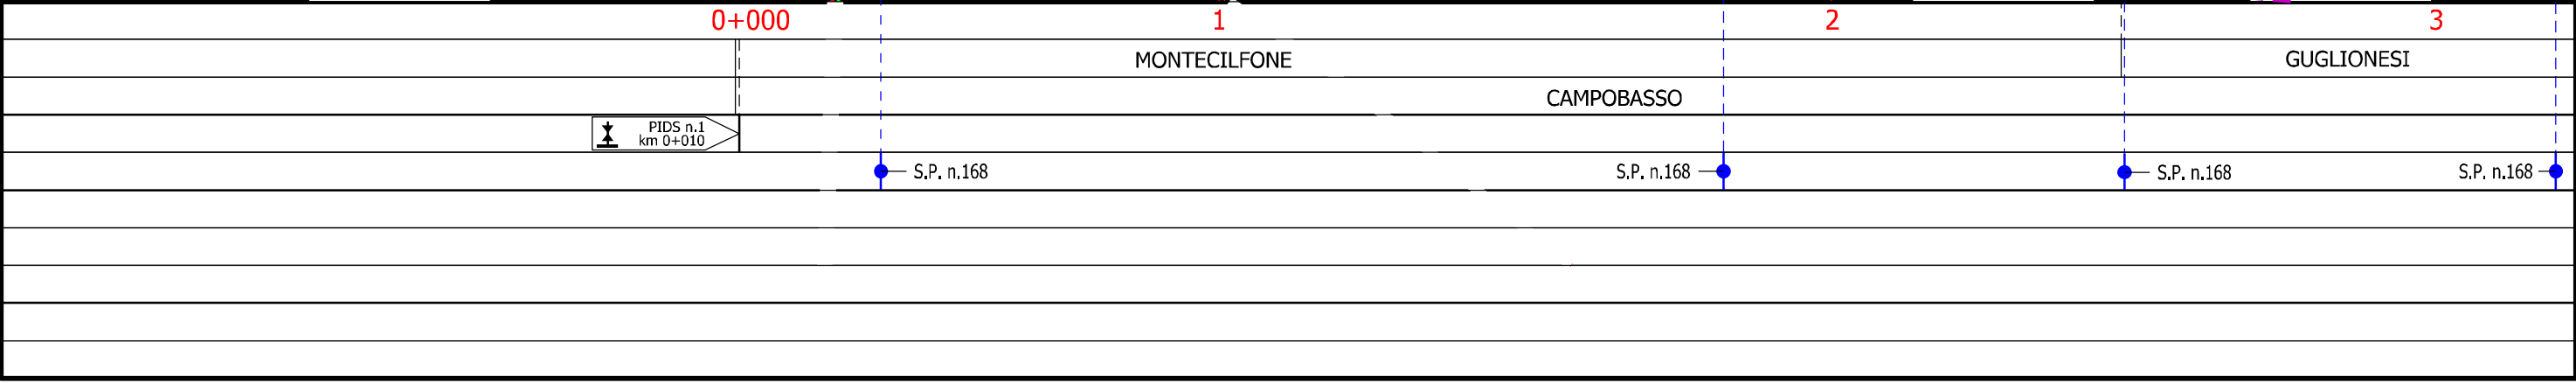 0+000 1 2 3
MONTECILFONE GUGLIONESI
CAMPOBASSO
PIDS n.1
km 0+010
S.P. n.168 S.P. n.168 S.P. n.168 S.P. n.168